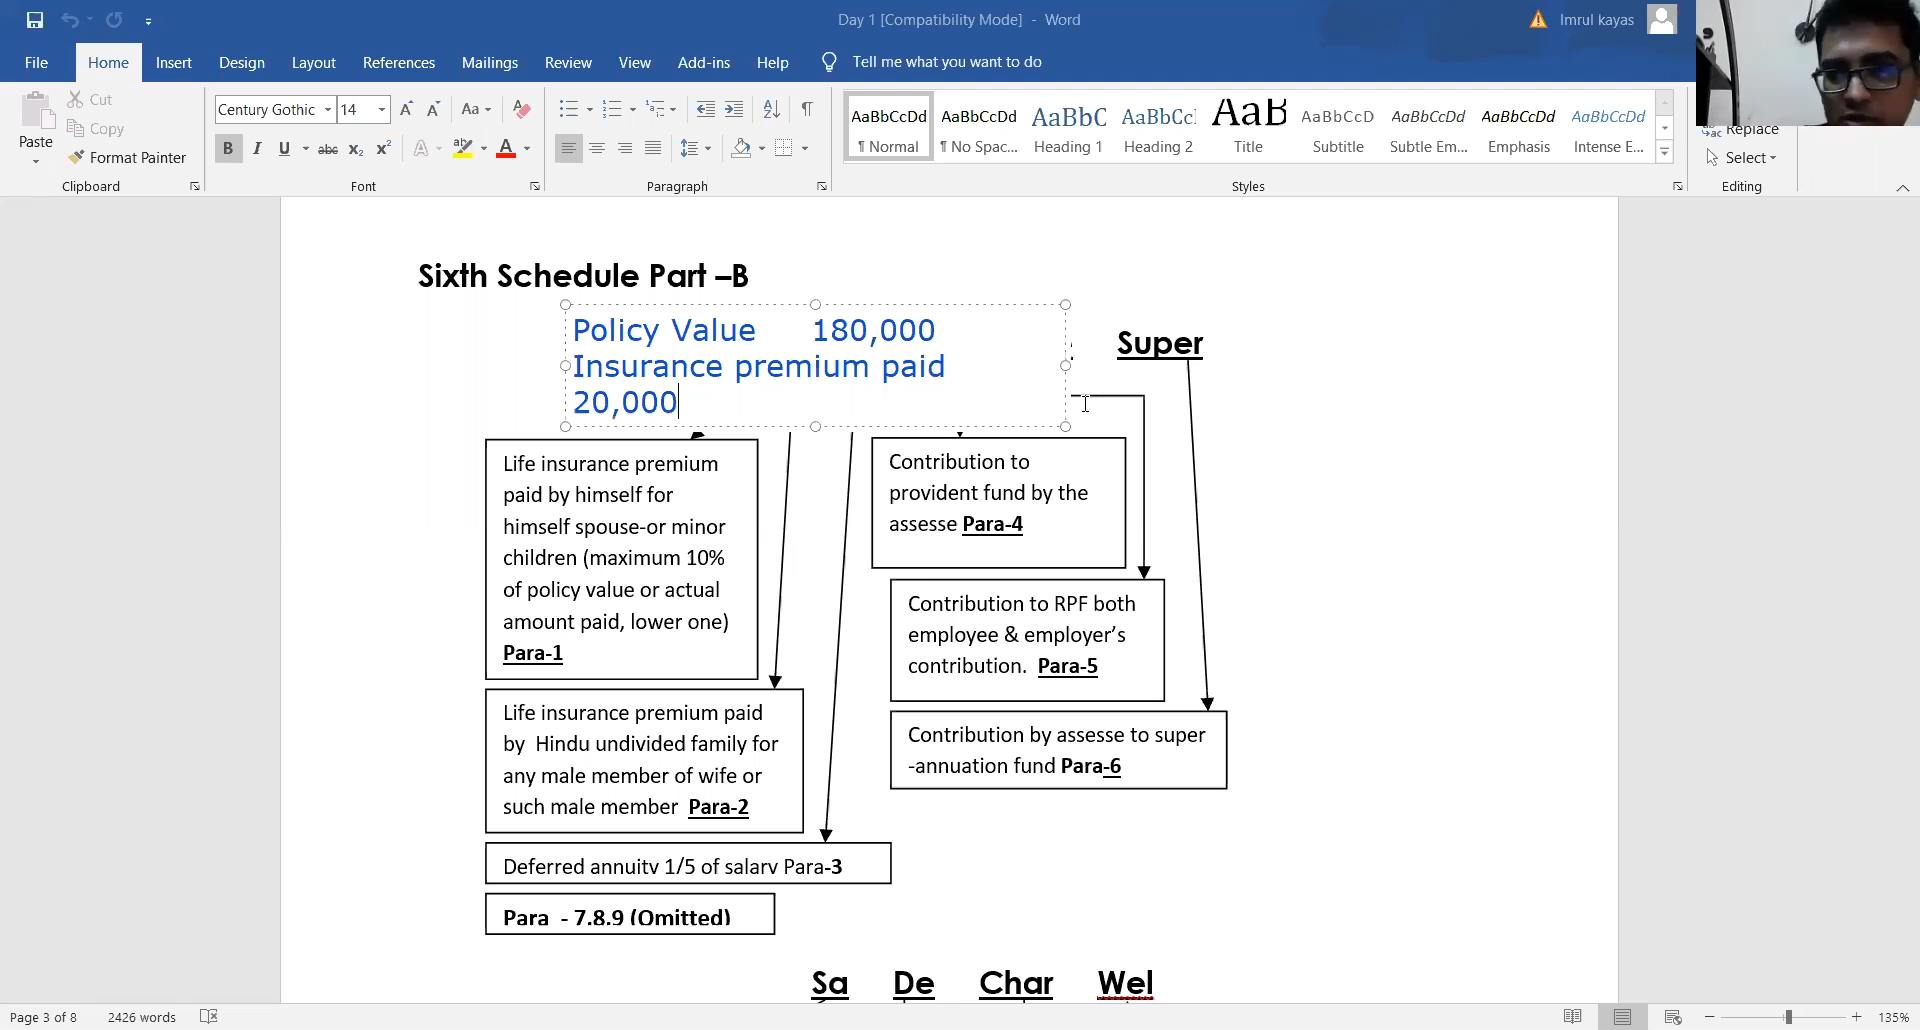 Day 1 [Compatibility Mode] - Word
Imrul kayas
File Home Insert Design Layout References Mailings Review View Add-ins Help Tell me what you want to do
Paste
Cut
Copy
Format Painter
Clipboard
Century Gothic 14
Font
Paragraph
AaBbCcDd AaBbCcDd AaBbC AaBbCcl AaB AaBbCcD AaBbCcDd AaBbCcDd AaBbCcDd
¶ Normal ¶ No Spac... Heading 1 Heading 2 Title Subtitle Subtle Em... Emphasis Intense E...
Styles
Replace
Select
Editing
Sixth Schedule Part –B
Policy Value 180,000
Insurance premium paid
20,000
Super
Life insurance premium
paid by himself for
himself spouse-or minor
children (maximum 10%
of policy value or actual
amount paid, lower one)
Para-1
Contribution to
provident fund by the
assesse Para-4
Contribution to RPF both
employee & employer’s
contribution. Para-5
Life insurance premium paid
by Hindu undivided family for
any male member of wife or
such male member Para-2
Contribution by assesse to super
-annuation fund Para-6
Deferred annuity 1/5 of salary Para-3
Para - 7,8,9 (Omitted)
Sa De Char Wel
Page 3 of 8 2426 words
135%